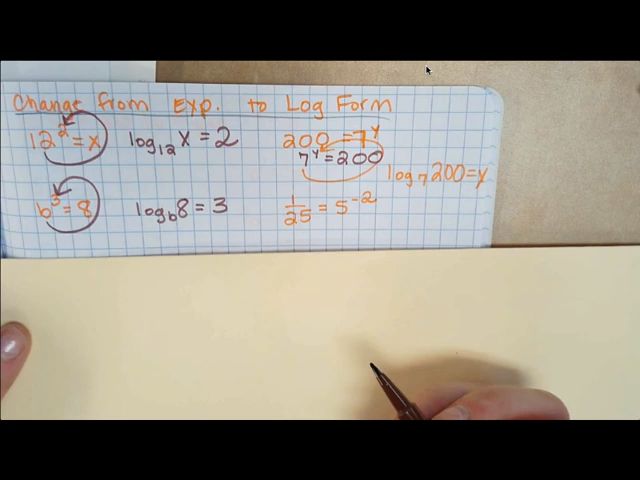 Change from Exp. to Log Form
12² = x
log₁₂ x = 2
200 = 7ʸ
7ʸ = 200
log₇ 200 = y
b³ = 8
log_b 8 = 3
1/25 = 5⁻²